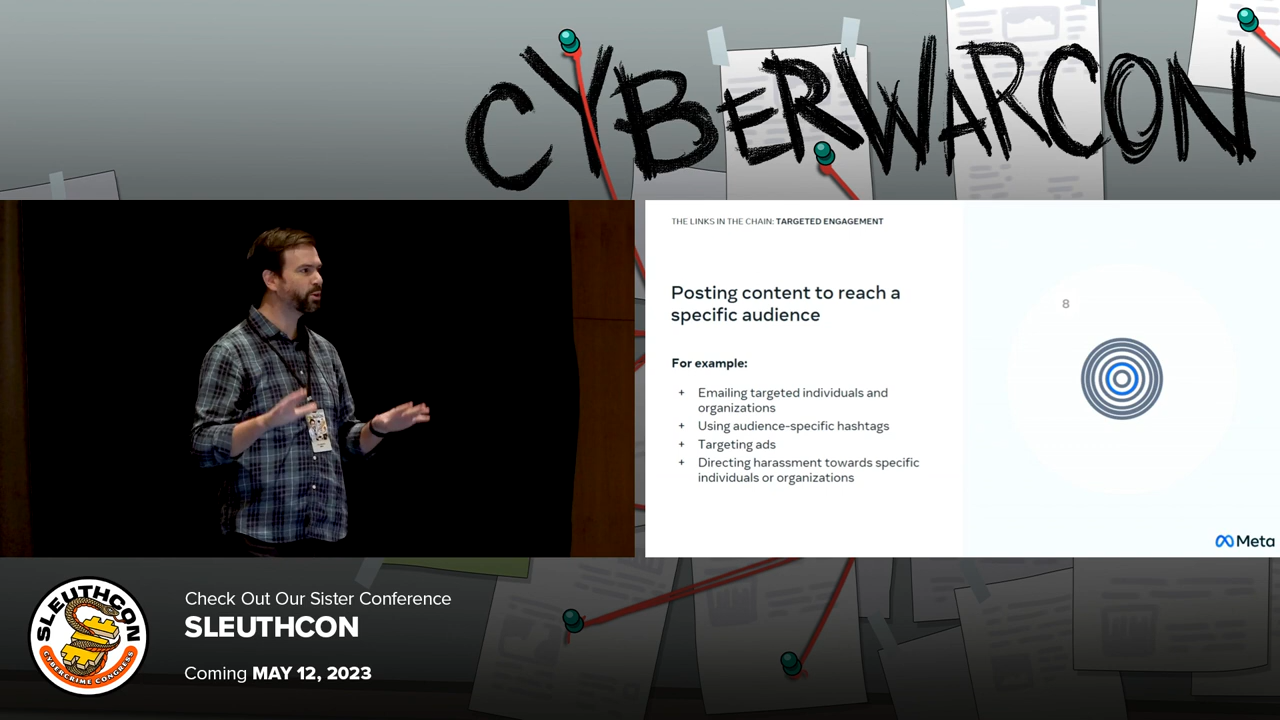 CYBERWARCON
THE LINKS IN THE CHAIN: TARGETED ENGAGEMENT
Posting content to reach a
specific audience
For example:
+ Emailing targeted individuals and
organizations
+ Using audience-specific hashtags
+ Targeting ads
+ Directing harassment towards specific
individuals or organizations
8
Meta
SLEUTHCON
CYBERCRIME CONGRESS
Check Out Our Sister Conference
SLEUTHCON
Coming MAY 12, 2023